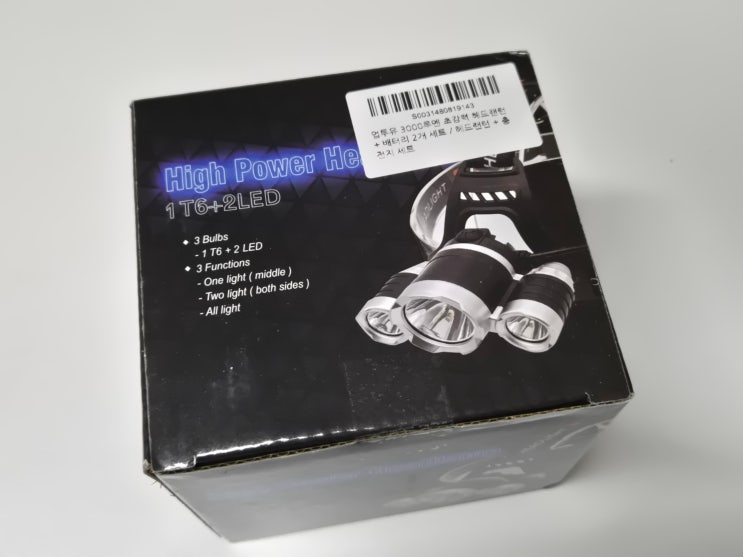 S0031480819143
업투유 3,000루멘 초강력 헤드랜턴
+ 배터리 2개 세트 / 헤드랜턴 + 충
전지 세트
High Power He
1T6+2LED
◆ 3 Bulbs
- 1 T6 + 2 LED
◆ 3 Functions
- One light ( middle )
- Two light ( both sides )
- All light